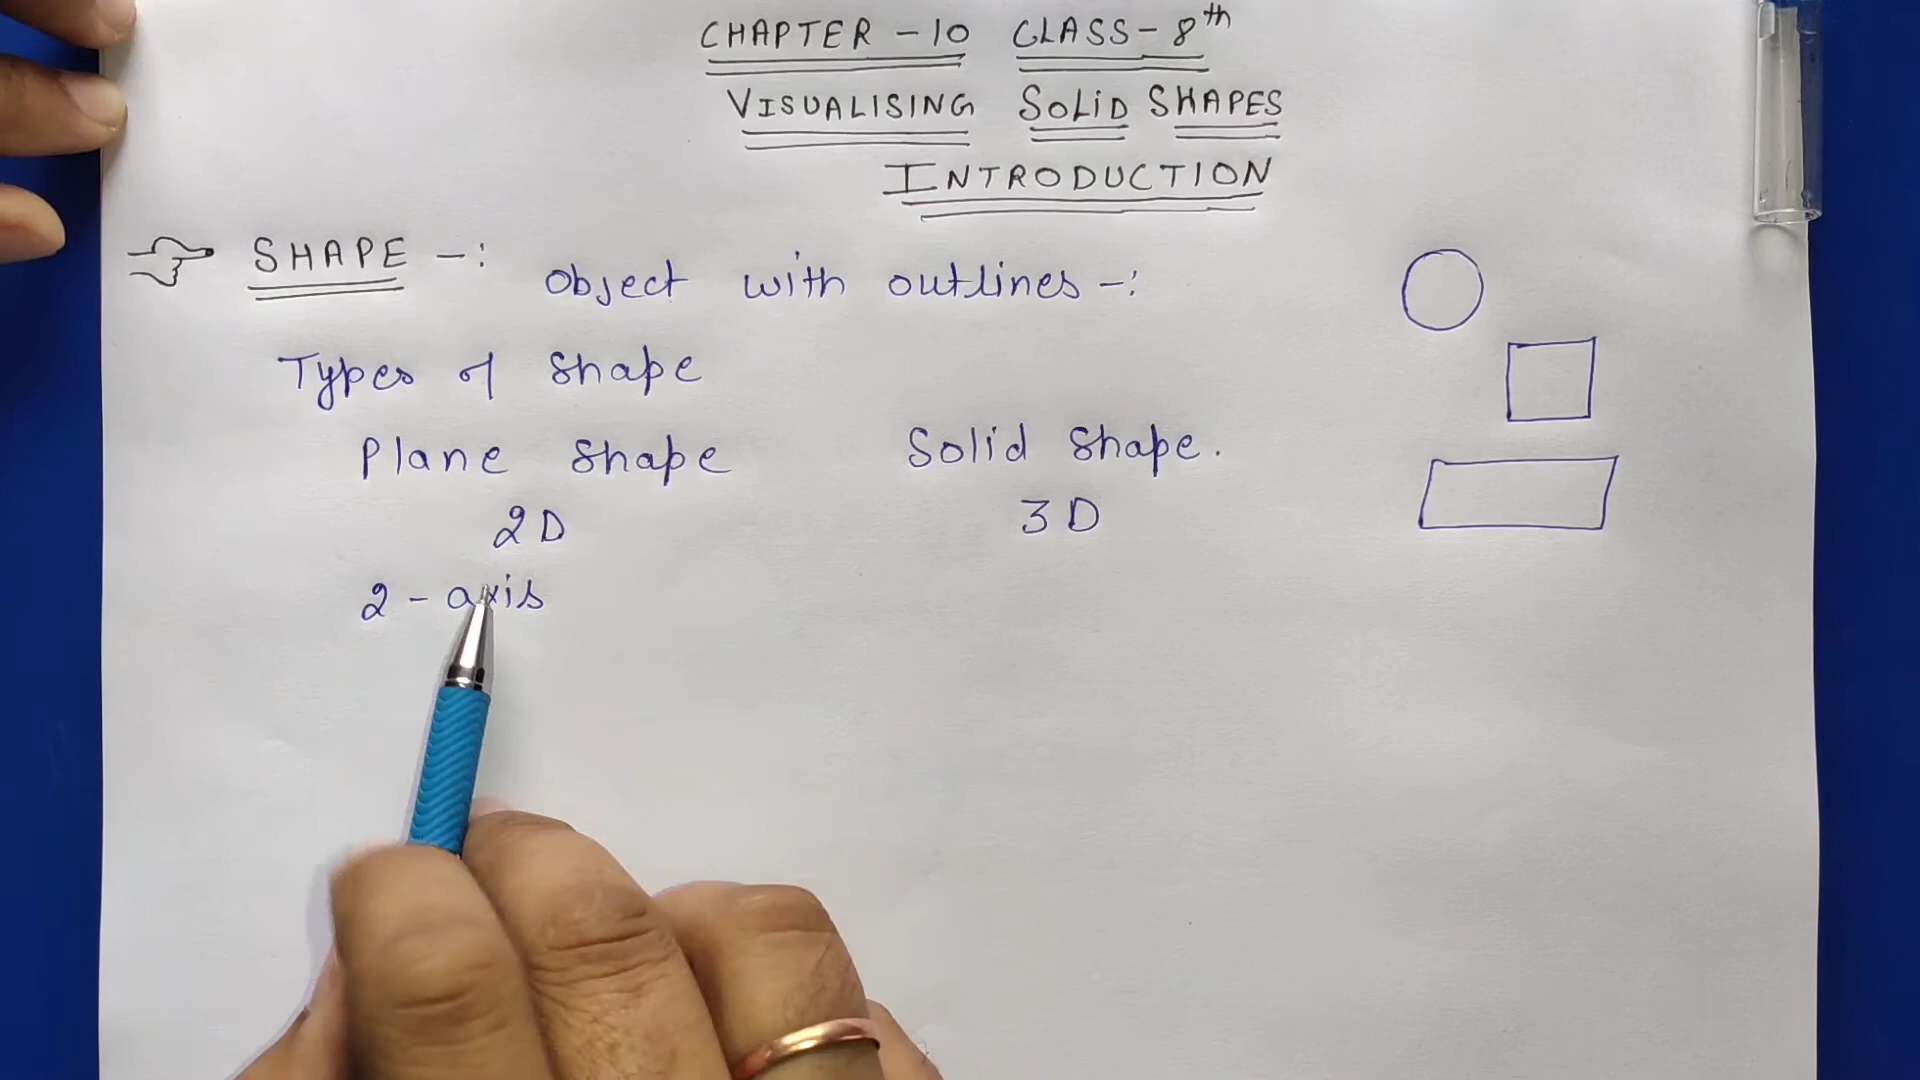 CHAPTER - 10 CLASS - 8th
VISUALISING SOLID SHAPES
INTRODUCTION
SHAPE -: Object with outlines -:
Types of shape
Plane shape Solid shape.
2D 3D
2 - axis